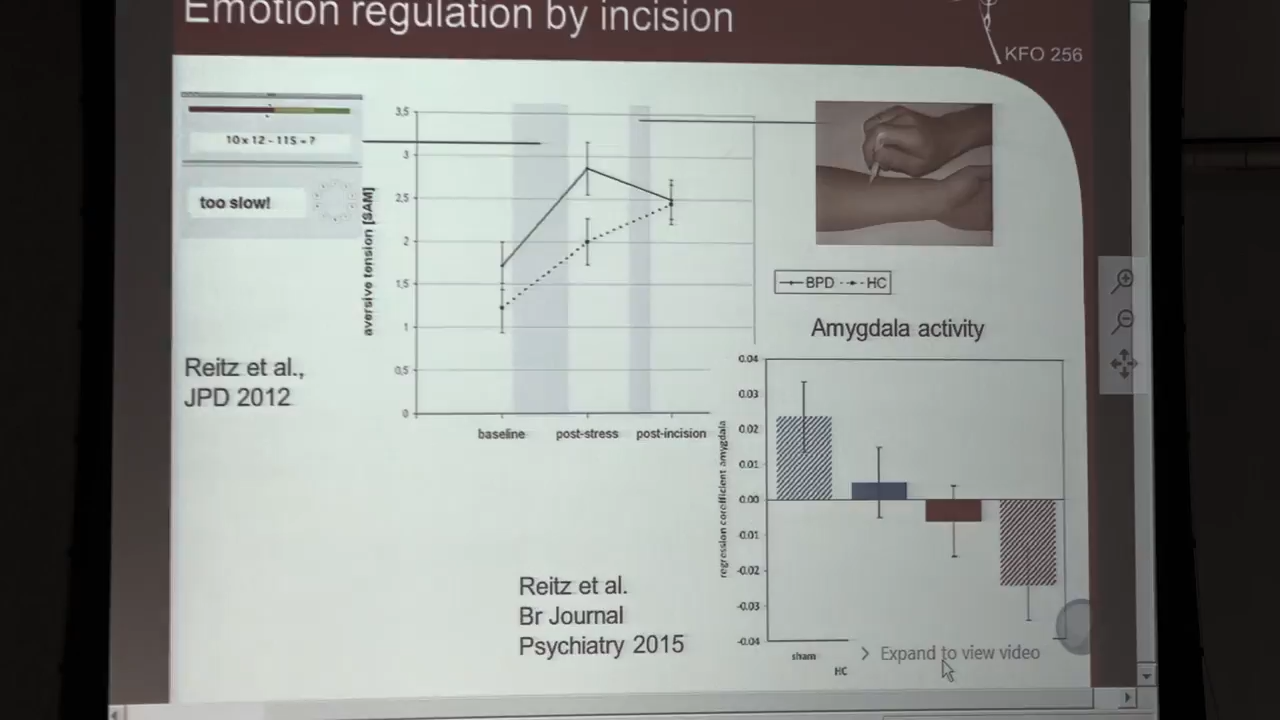 Emotion regulation by incision
KFO 256
10 x 12 - 115 = ?
too slow!
aversive tension [SAM]
3,5
3
2,5
2
1,5
1
0,5
0
baseline
post-stress
post-incision
BPD
HC
Reitz et al.,
JPD 2012
Amygdala activity
regression coefficient amygdala
0.04
0.03
0.02
0.01
0.00
-0.01
-0.02
-0.03
-0.04
sham
HC
Expand to view video
Reitz et al.
Br Journal
Psychiatry 2015